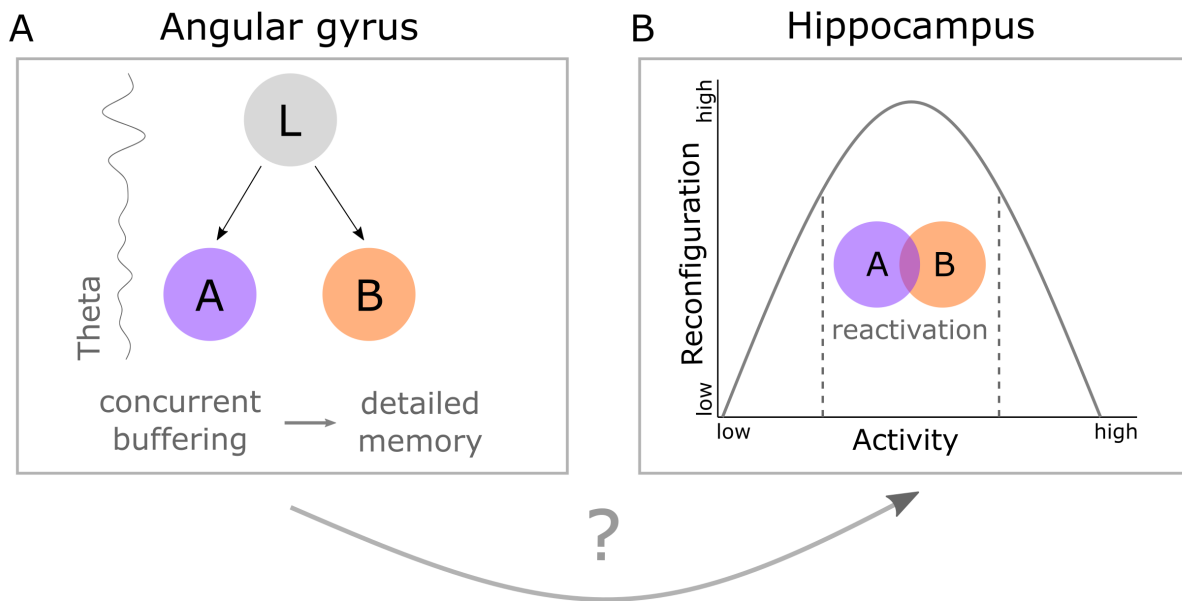 A
Angular gyrus
L
A
B
Theta
concurrent
buffering
detailed
memory
B
Hippocampus
high
Reconfiguration
low
A
B
reactivation
low
Activity
high
?